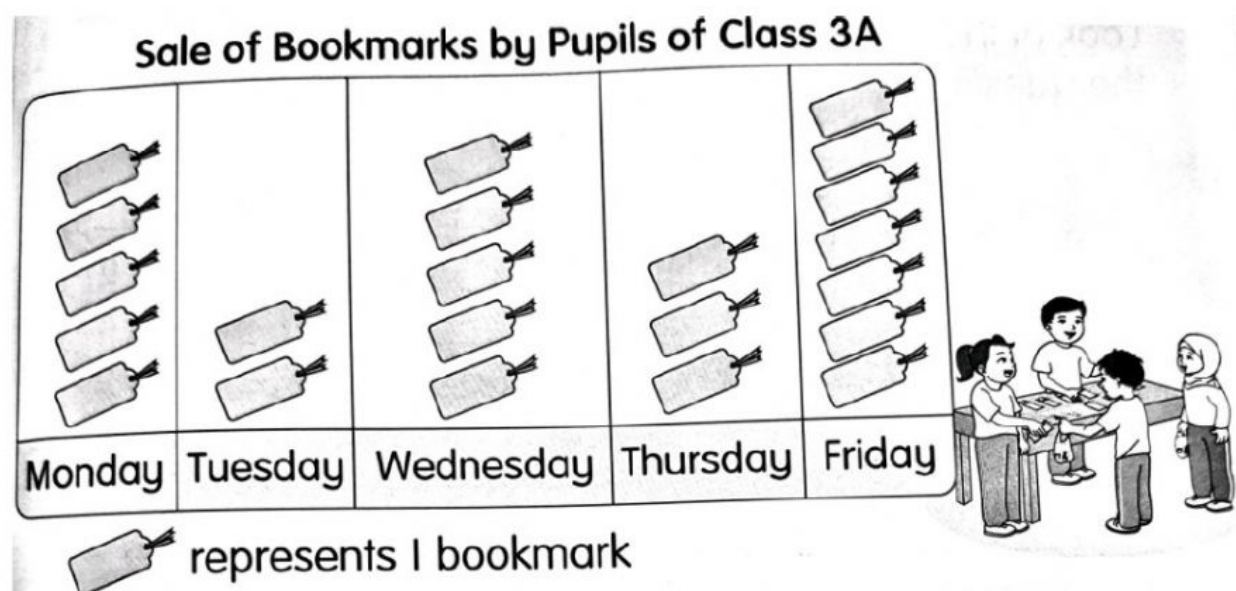 Sale of Bookmarks by Pupils of Class 3A
Monday Tuesday Wednesday Thursday Friday
represents 1 bookmark